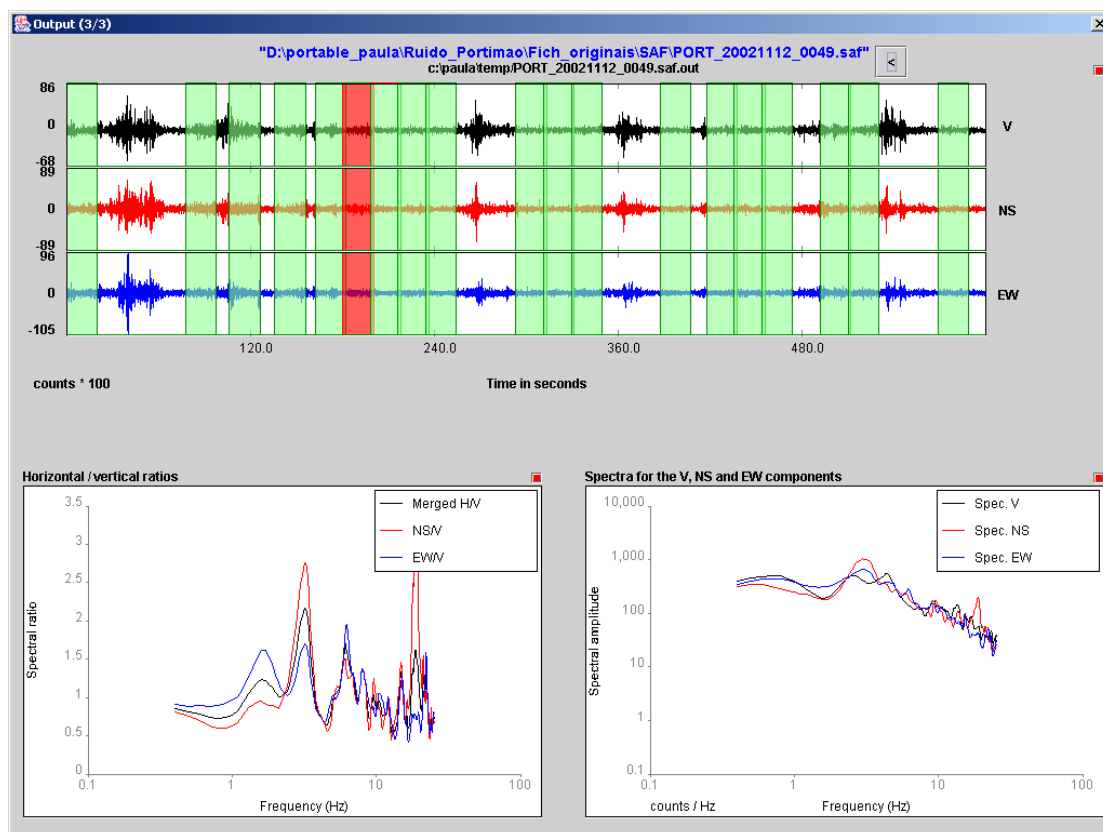 Output (3/3)
"D:\portable_paula\Ruido_Portimao\Fich_originais\SAF\PORT_20021112_0049.saf"
c:\paula\temp/PORT_20021112_0049.saf.out
<
86
0
-68
V
89
0
-89
NS
96
0
-105
EW
120.0 240.0 360.0 480.0
counts * 100
Time in seconds
Horizontal / vertical ratios
3.5
3
2.5
2
1.5
1
0.5
0
Spectral ratio
Merged H/V
NS/V
EW/V
0.1 1 10 100
Frequency (Hz)
Spectra for the V, NS and EW components
10,000
1,000
100
10
1
0.1
Spectral amplitude
Spec. V
Spec. NS
Spec. EW
0.1 1 10 100
counts / Hz
Frequency (Hz)